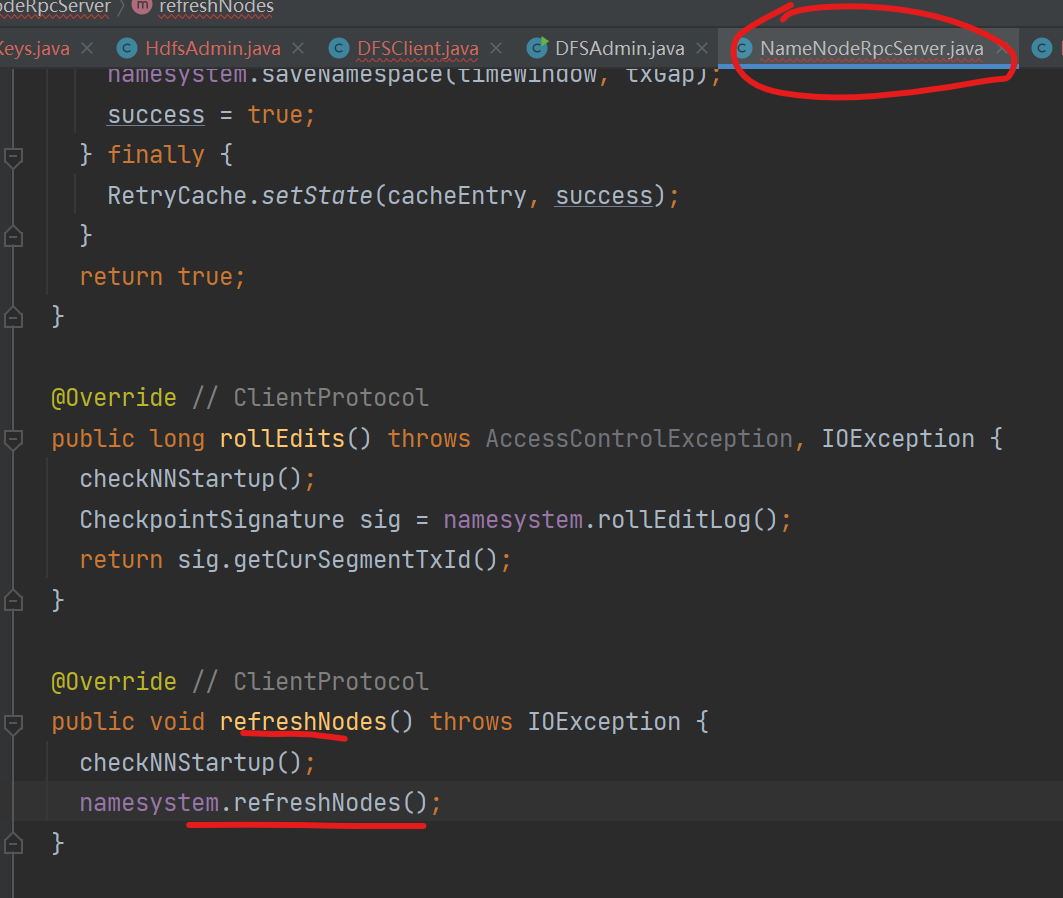 odeRpcServer 〉 m refreshNodes
Keys.java × C HdfsAdmin.java × C DFSClient.java × C DFSAdmin.java × C NameNodeRpcServer.java × C
namesystem.saveNamespace(timeWindow, txGap);
success = true;
} finally {
RetryCache.setState(cacheEntry, success);
}
return true;
}
@Override // ClientProtocol
public long rollEdits() throws AccessControlException, IOException {
checkNNStartup();
CheckpointSignature sig = namesystem.rollEditLog();
return sig.getCurSegmentTxId();
}
@Override // ClientProtocol
public void refreshNodes() throws IOException {
checkNNStartup();
namesystem.refreshNodes();
}